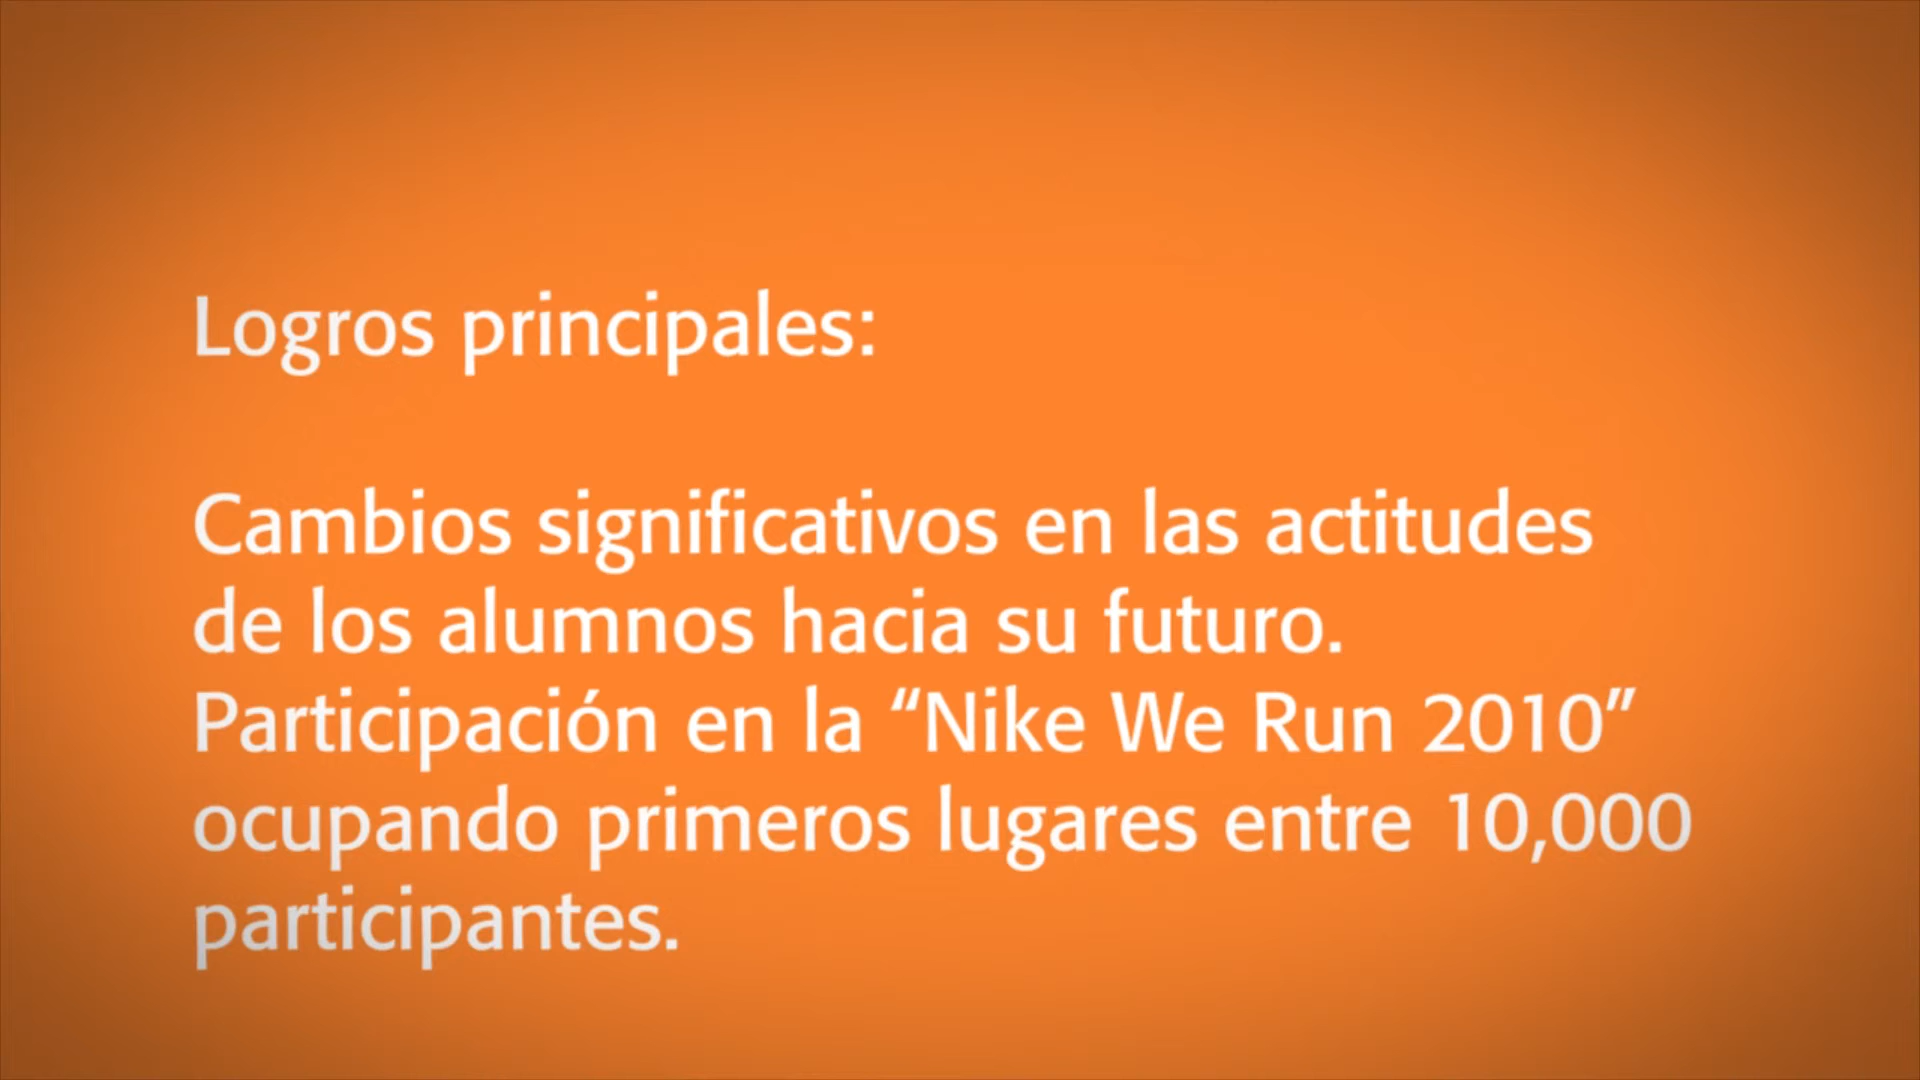 Logros principales:
Cambios significativos en las actitudes
de los alumnos hacia su futuro.
Participación en la “Nike We Run 2010”
ocupando primeros lugares entre 10,000
participantes.